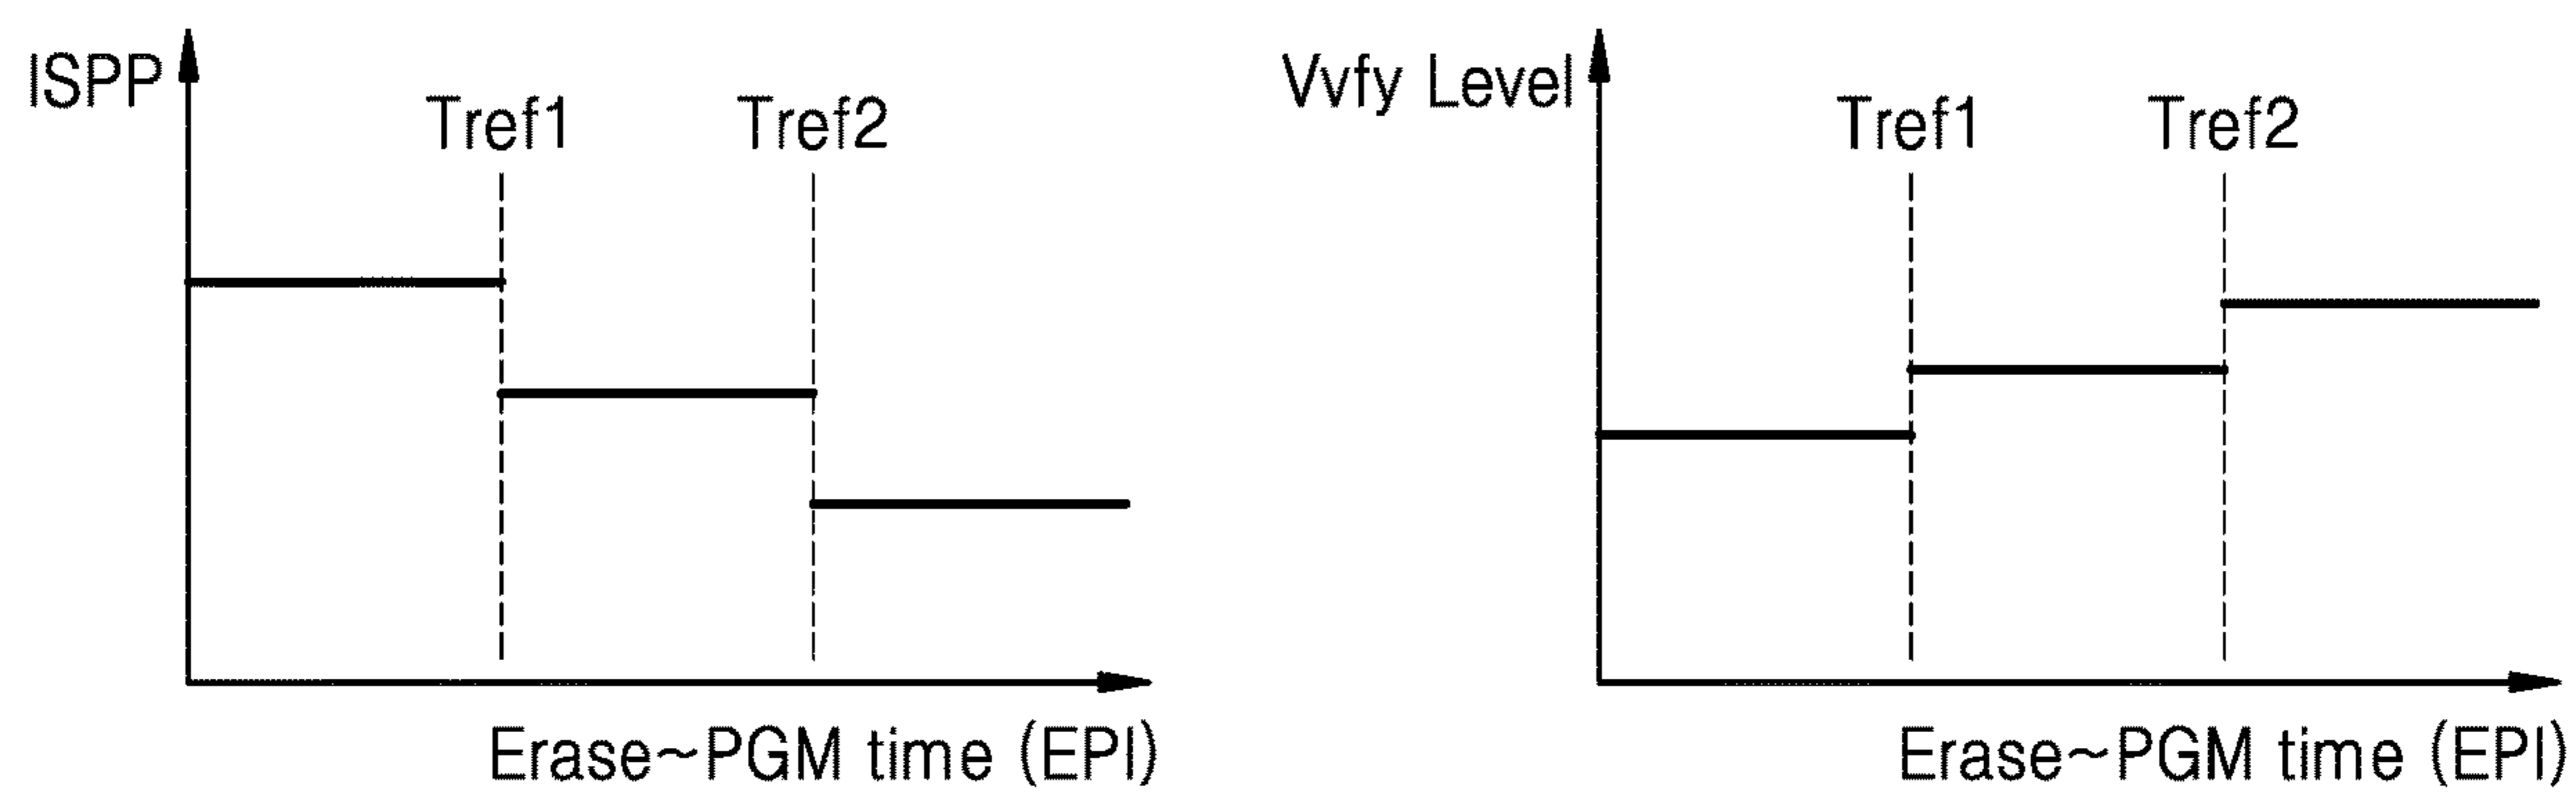 ISPP
Tref1
Tref2
Erase~PGM time (EPI)
Vvfy Level
Tref1
Tref2
Erase~PGM time (EPI)